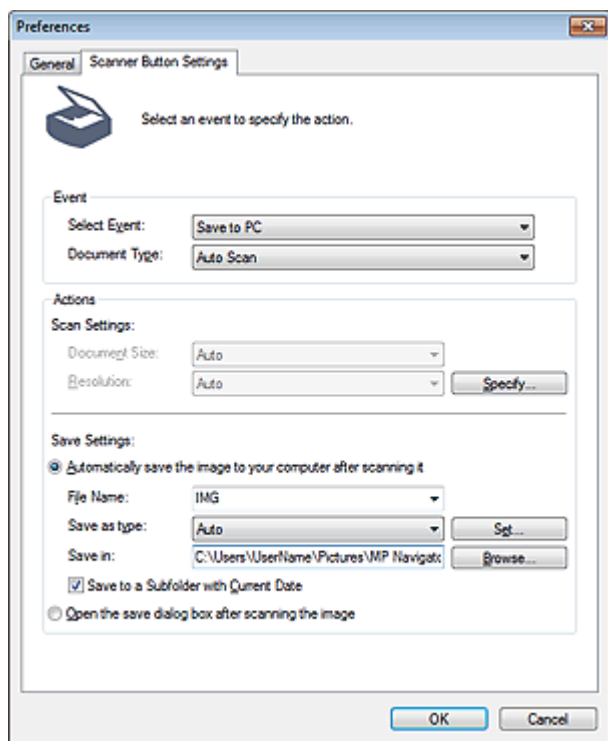 Preferences
General Scanner Button Settings
Select an event to specify the action.
Event
Select Event: Save to PC
Document Type: Auto Scan
Actions
Scan Settings:
Document Size: Auto
Resolution: Auto Specify...
Save Settings:
Automatically save the image to your computer after scanning it
File Name: IMG
Save as type: Auto Set...
Save in: C:\Users\UserName\Pictures\MP Navigato Browse...
Save to a Subfolder with Current Date
Open the save dialog box after scanning the image
OK Cancel